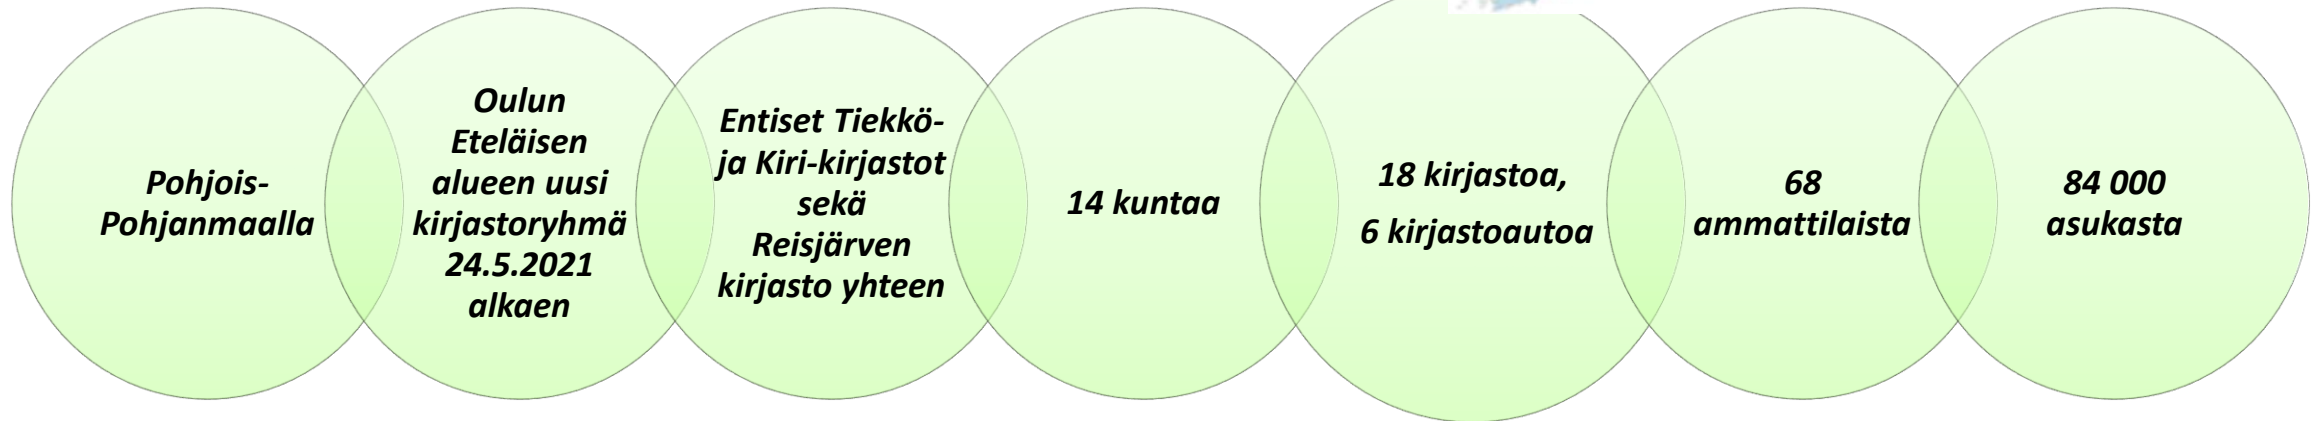 Pohjois-
Pohjanmaalla
Oulun
Eteläisen
alueen uusi
kirjastoryhmä
24.5.2021
alkaen
Entiset Tiekkö-
ja Kiri-kirjastot
sekä
Reisjärven
kirjasto yhteen
14 kuntaa
18 kirjastoa,
6 kirjastoautoa
68
ammattilaista
84 000
asukasta